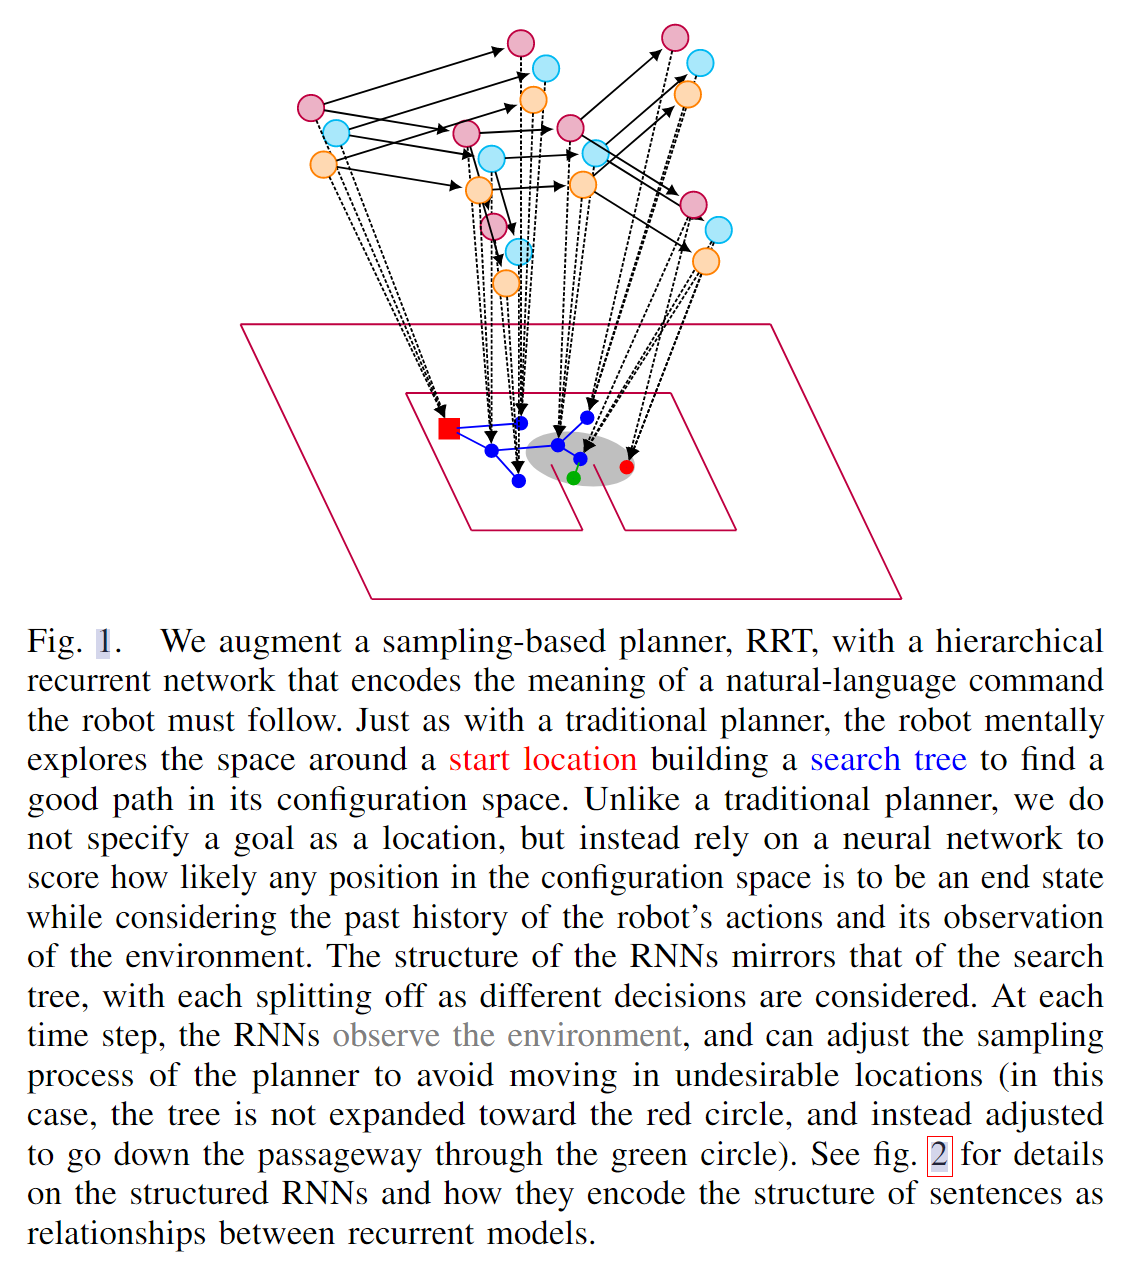 Fig. 1. We augment a sampling-based planner, RRT, with a hierarchical
recurrent network that encodes the meaning of a natural-language command
the robot must follow. Just as with a traditional planner, the robot mentally
explores the space around a start location building a search tree to find a
good path in its configuration space. Unlike a traditional planner, we do
not specify a goal as a location, but instead rely on a neural network to
score how likely any position in the configuration space is to be an end state
while considering the past history of the robot's actions and its observation
of the environment. The structure of the RNNs mirrors that of the search
tree, with each splitting off as different decisions are considered. At each
time step, the RNNs observe the environment, and can adjust the sampling
process of the planner to avoid moving in undesirable locations (in this
case, the tree is not expanded toward the red circle, and instead adjusted
to go down the passageway through the green circle). See fig. 2 for details
on the structured RNNs and how they encode the structure of sentences as
relationships between recurrent models.